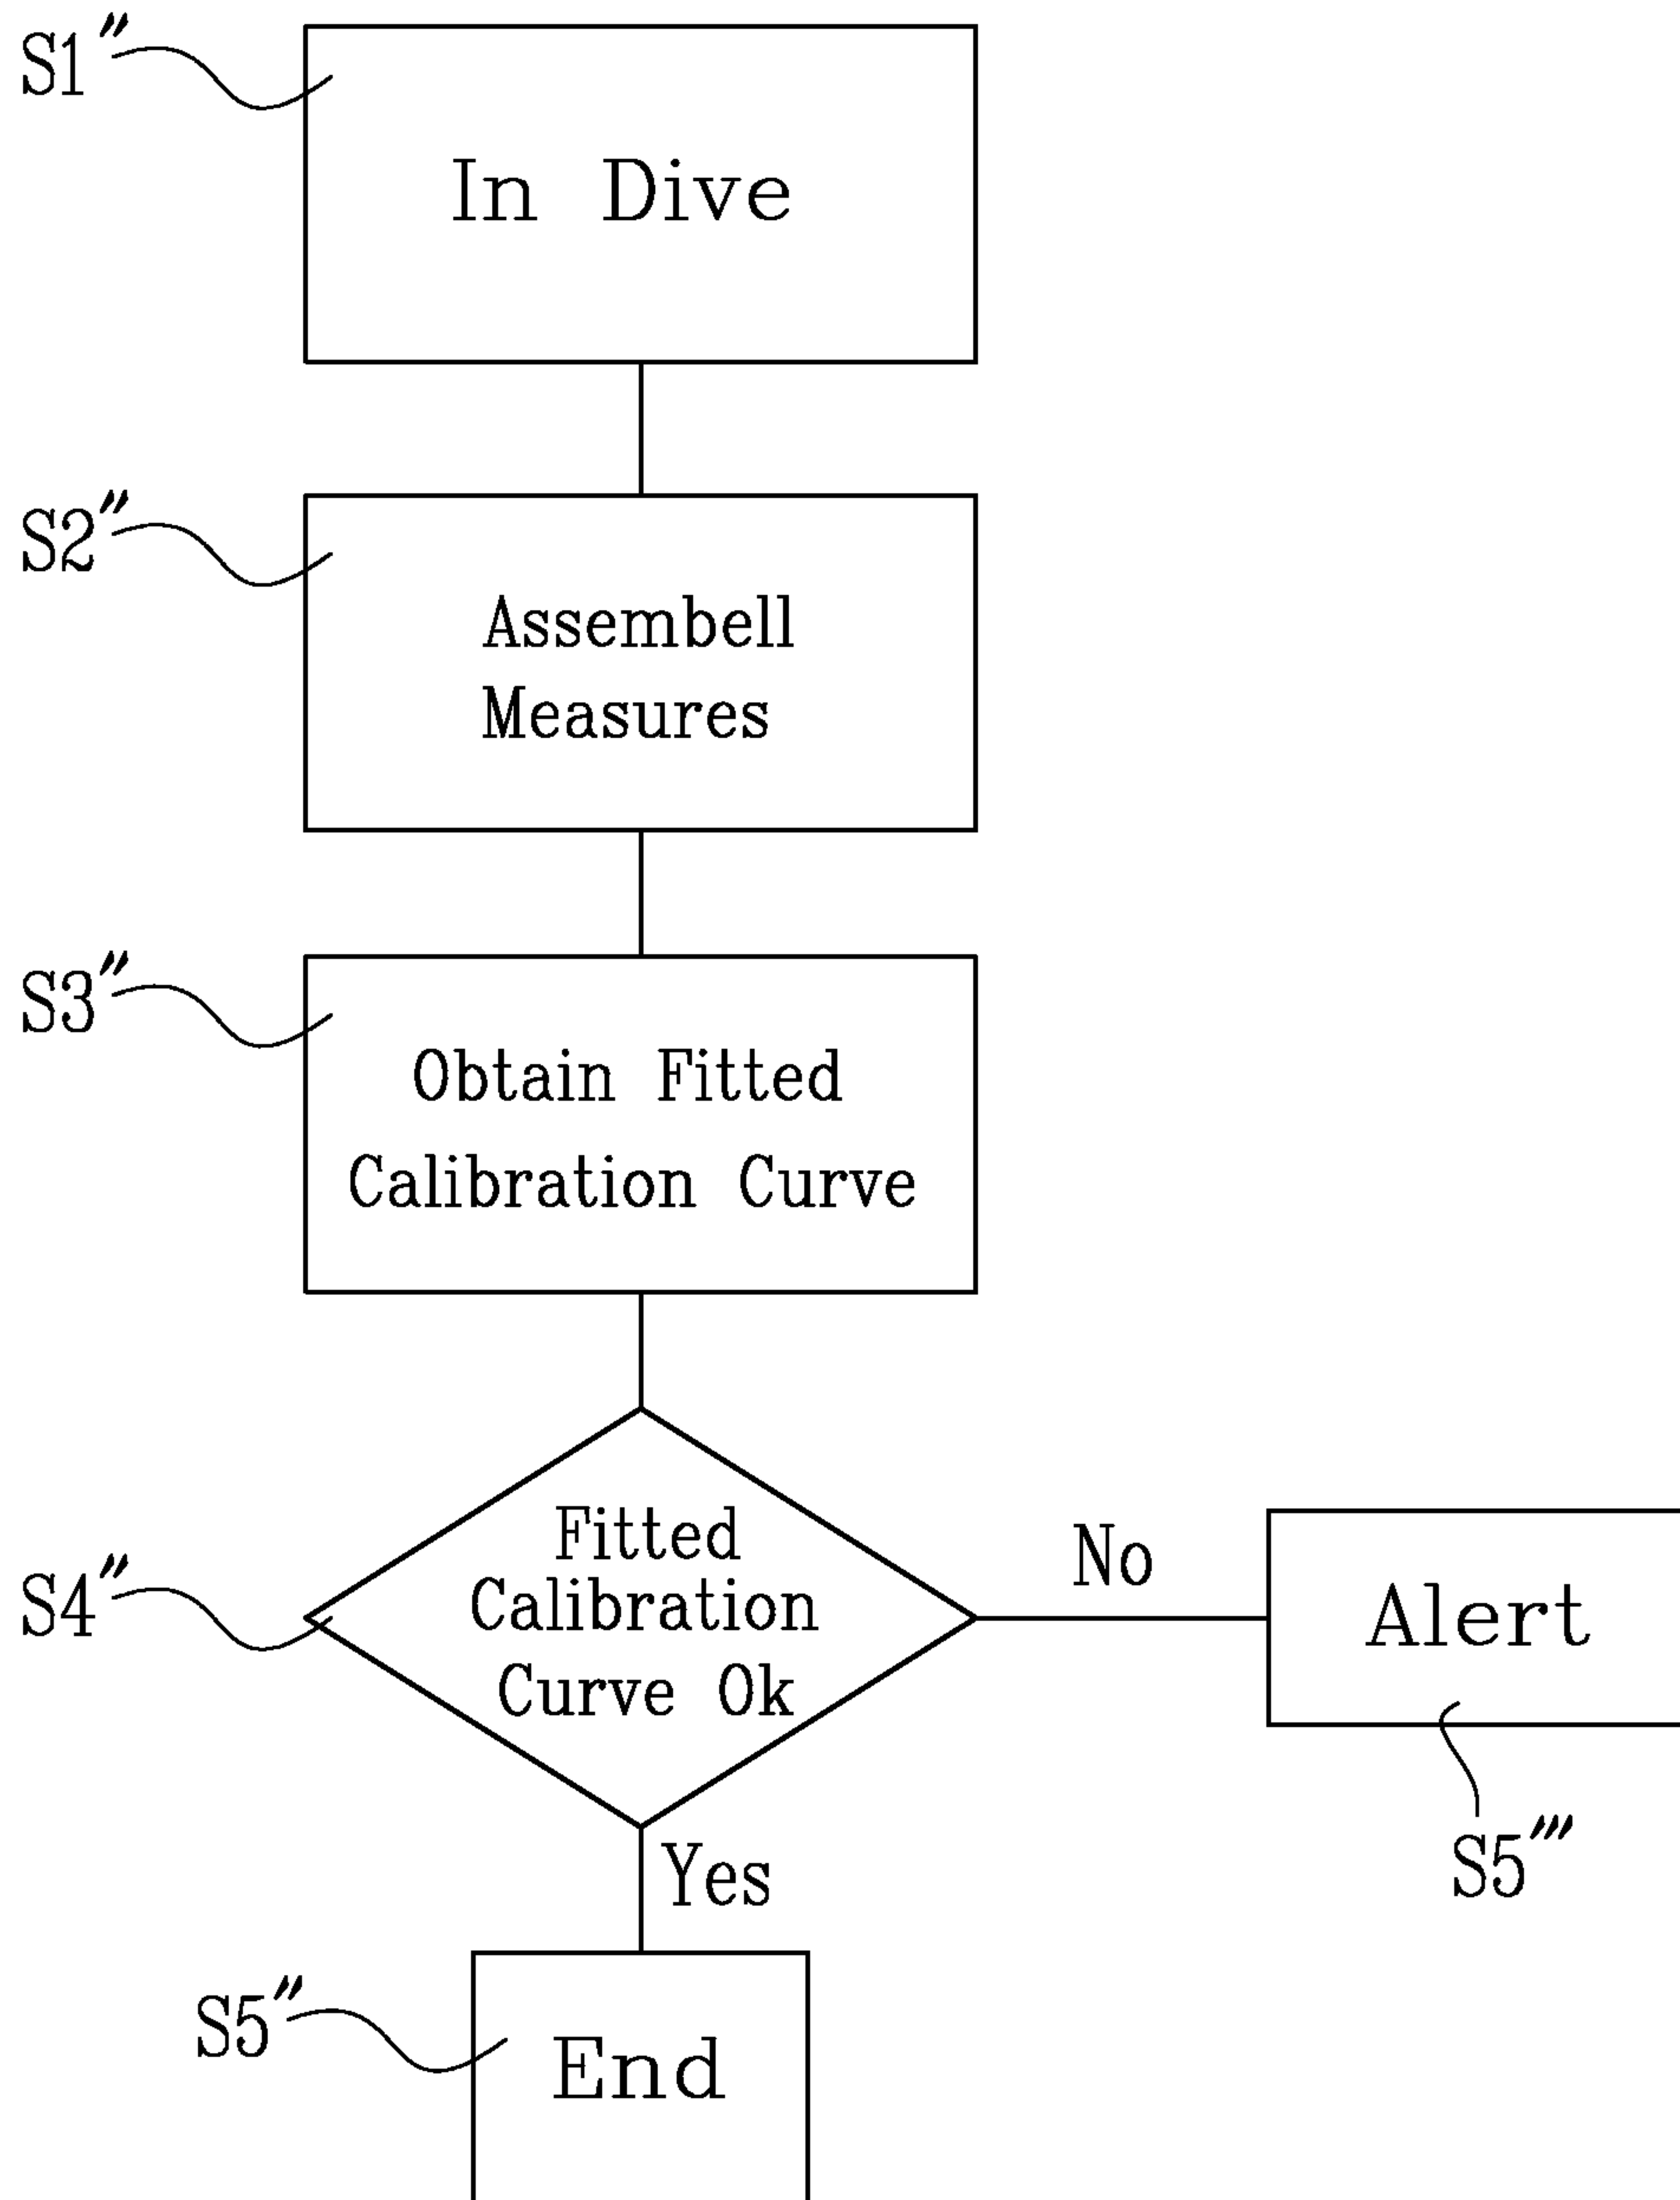 S1″
In Dive
S2″
Assembell
Measures
S3″
Obtain Fitted
Calibration Curve
S4″
Fitted
Calibration
Curve Ok
No
Alert
S5‴
Yes
S5″
End